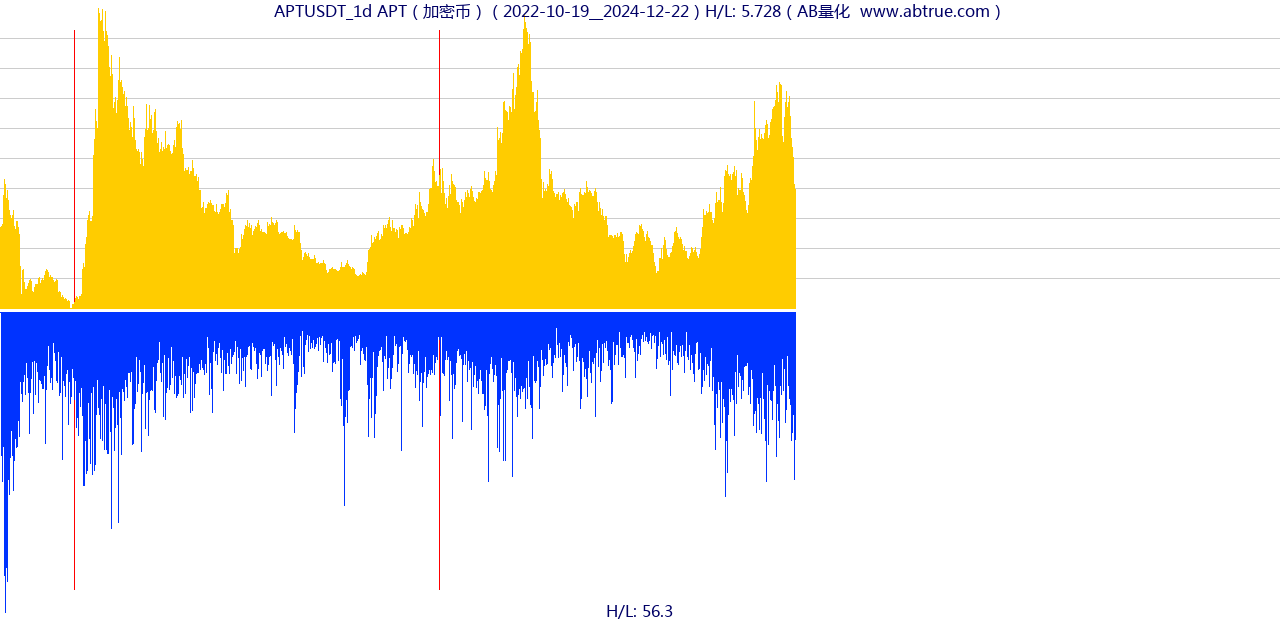 APTUSDT_1d APT（加密币）（2022-10-19__2024-12-22）H/L: 5.728（AB量化  www.abtrue.com）
H/L: 56.3